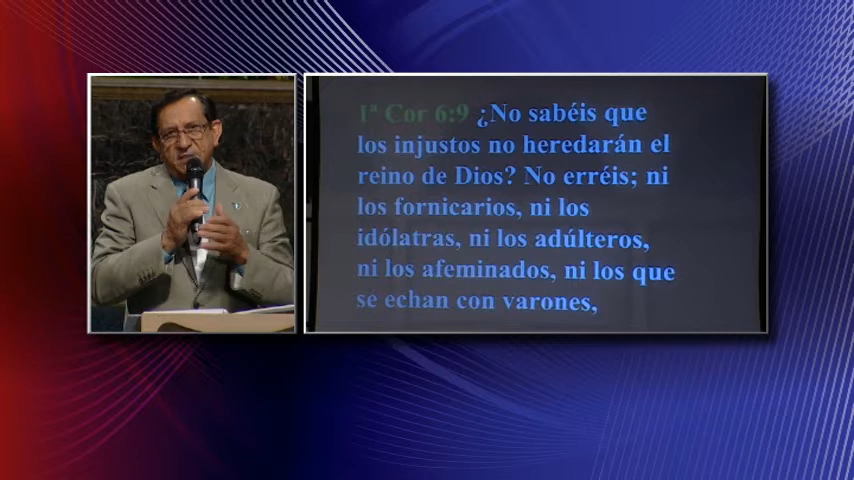 1ª Cor 6:9 ¿No sabéis que
los injustos no heredarán el
reino de Dios? No erréis; ni
los fornicarios, ni los
idólatras, ni los adúlteros,
ni los afeminados, ni los que
se echan con varones,